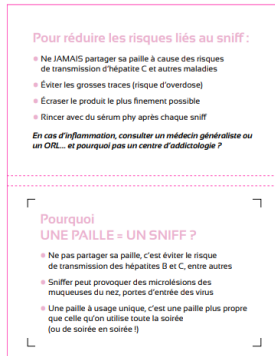 Pour réduire les risques liés au sniff :
Ne JAMAIS partager sa paille à cause des risques
de transmission d'hépatite C et autres maladies
Éviter les grosses traces (risque d'overdose)
Écraser le produit le plus finement possible
Rincer avec du sérum phy après chaque sniff
En cas d'inflammation, consulter un médecin généraliste ou
un ORL... et pourquoi pas un centre d'addictologie ?
Pourquoi
UNE PAILLE = UN SNIFF ?
Ne pas partager sa paille, c'est éviter le risque
de transmission des hépatites B et C, entre autres
Sniffer peut provoquer des microlésions des
muqueuses du nez, portes d'entrée des virus
Une paille à usage unique, c'est une paille plus propre
que celle qu'on utilise toute la soirée
(ou de soirée en soirée !)